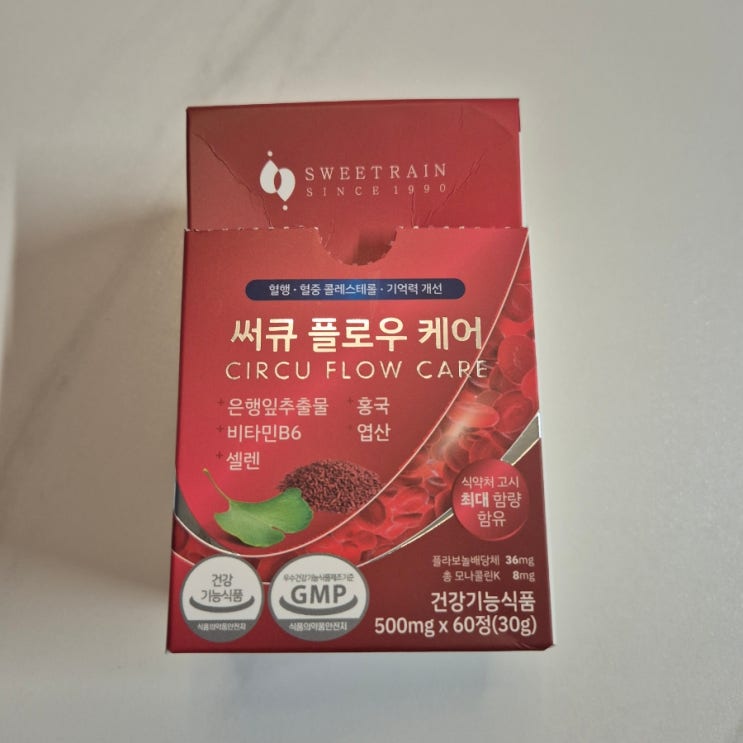 SWEETRAIN
SINCE 1990
혈행 · 혈중 콜레스테롤 · 기억력 개선
써큐 플로우 케어
CIRCU FLOW CARE
+은행잎추출물 +홍국
+비타민B6 +엽산
+셀렌
식약처 고시
최대 함량
함유
플라보놀배당체 36mg
총 모나콜린K 8mg
건강
기능식품
식품의약품안전처
우수건강기능식품제조기준
GMP
식품의약품안전처
건강기능식품
500mg x 60정(30g)